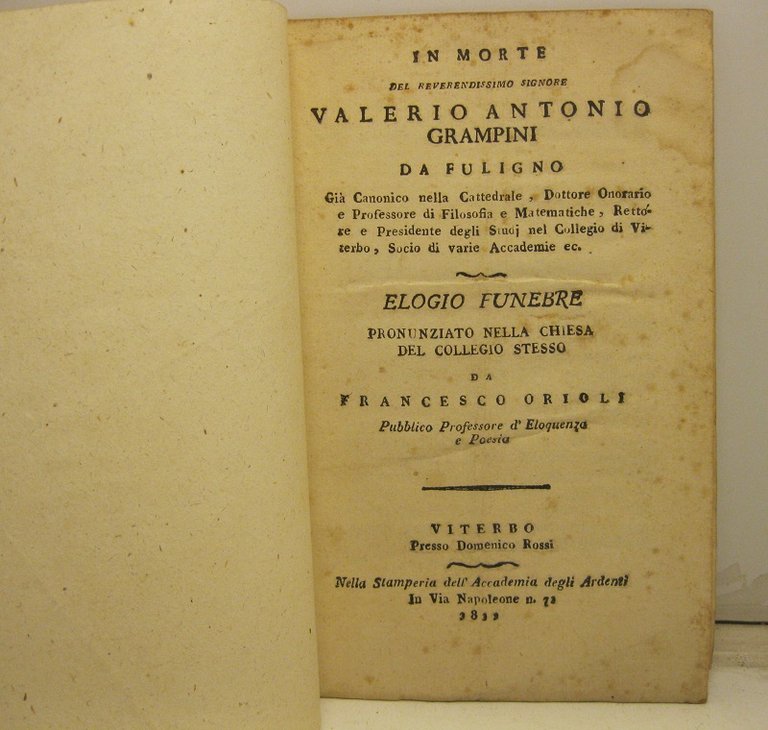 IN MORTE
DEL REVERENDISSIMO SIGNORE
VALERIO ANTONIO
GRAMPINI
DA FULIGNO
Già Canonico nella Cattedrale, Dottore Onorario
e Professore di Filosofia e Matematiche, Retto-
re e Presidente degli Studj nel Collegio di Vi-
terbo, Socio di varie Accademie ec.
ELOGIO FUNEBRE
PRONUNZIATO NELLA CHIESA
DEL COLLEGIO STESSO
DA
FRANCESCO ORIOLI
Pubblico Professore d' Eloquenza
e Poesia
VITERBO
Presso Domenico Rossi
Nella Stamperia dell' Accademia degli Ardenti
In Via Napoleone n.